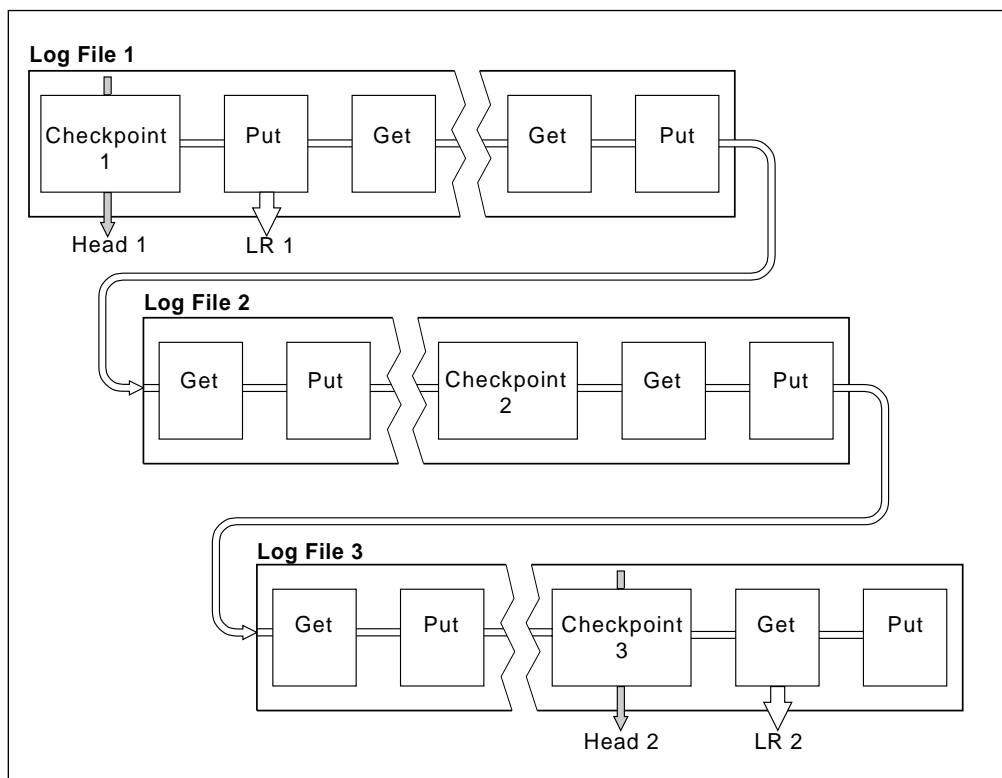 Log File 1
Checkpoint
1
Put
Get
Get
Put
Head 1
LR 1
Log File 2
Get
Put
Checkpoint
2
Get
Put
Log File 3
Get
Put
Checkpoint
3
Get
Put
Head 2
LR 2